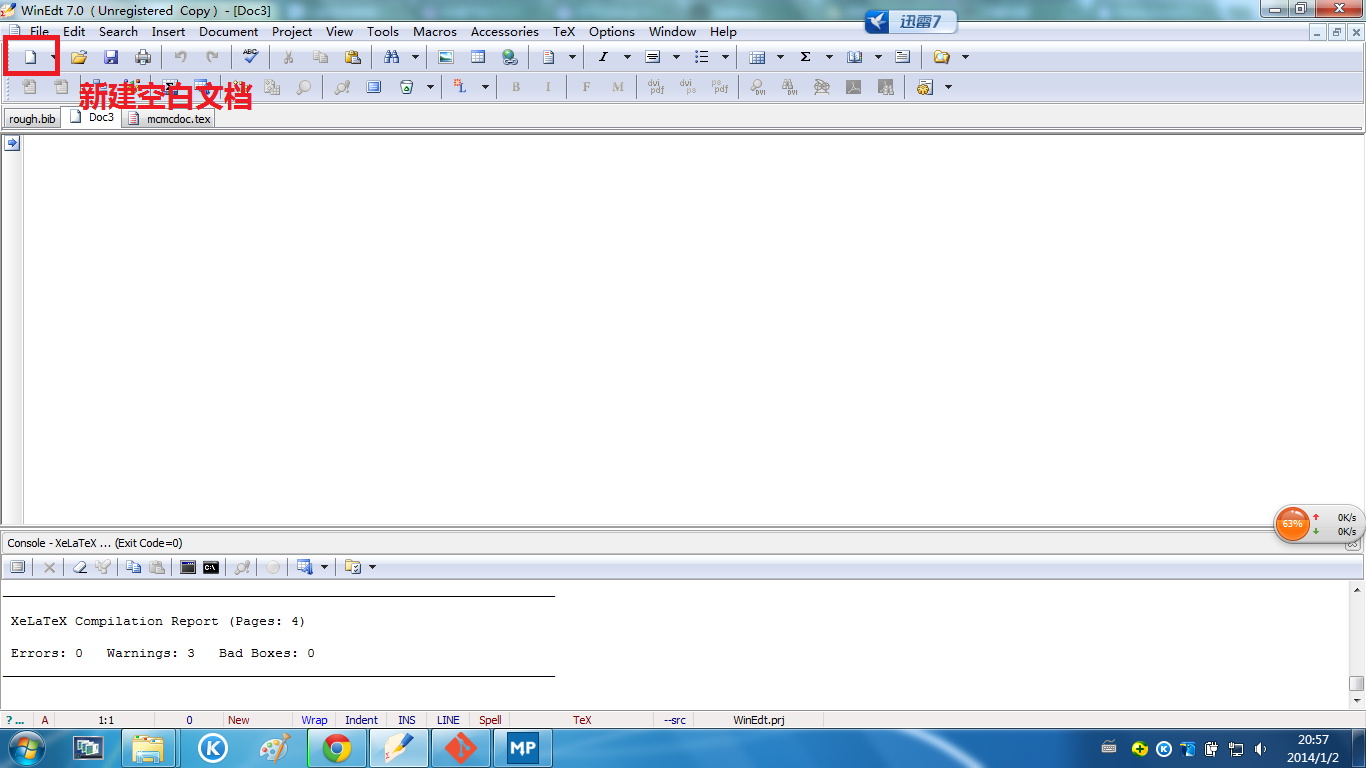 WinEdt 7.0 ( Unregistered Copy ) - [Doc3]
迅雷7
File Edit Search Insert Document Project View Tools Macros Accessories TeX Options Window Help
ABC
I Σ
B I F M dvi pdf dvi ps ps pdf DVI DVI
新建空白文档
rough.bib Doc3 mcmcdoc.tex
63% 0K/s
0K/s
Console - XeLaTeX ... (Exit Code=0)
C:\
XeLaTeX Compilation Report (Pages: 4)
Errors: 0 Warnings: 3 Bad Boxes: 0
? ... A 1:1 0 New Wrap Indent INS LINE Spell TeX --src WinEdt.prj
K MP K 20:57
2014/1/2